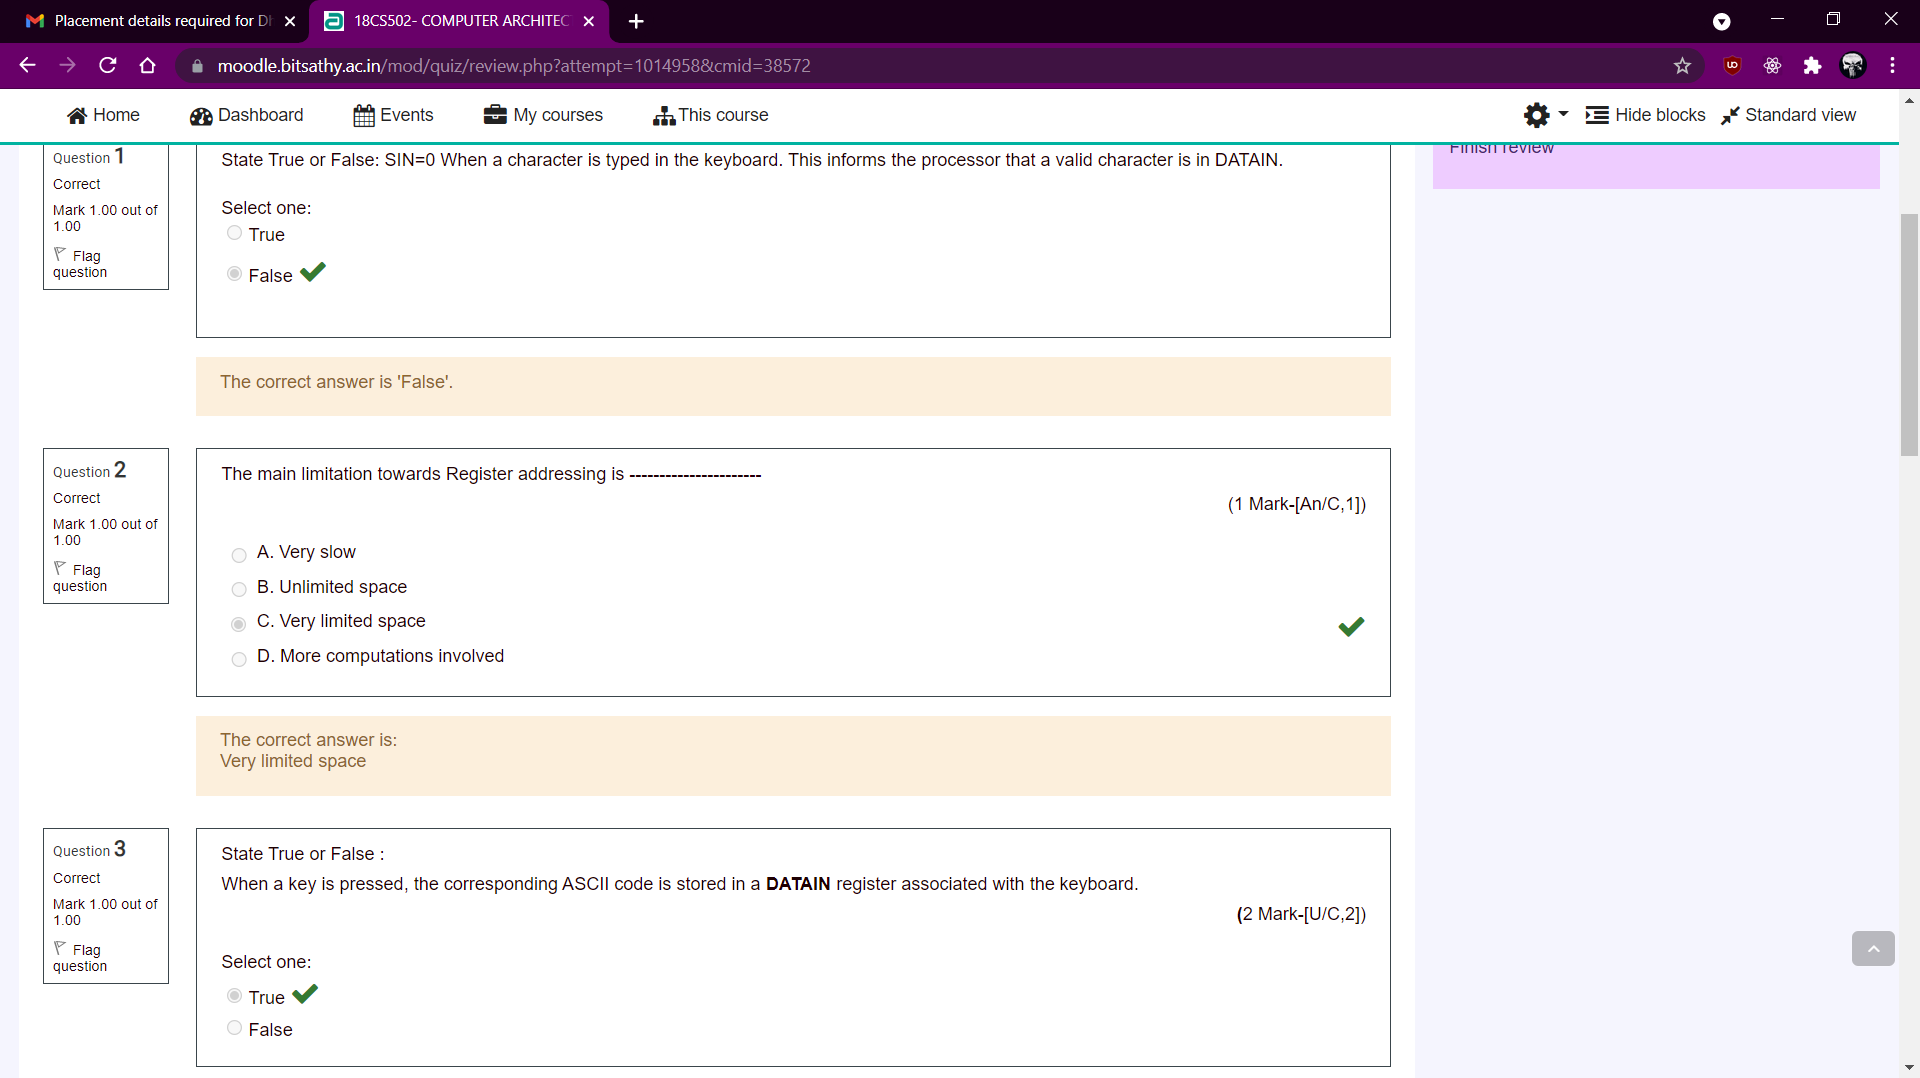 Placement details required for Dh
18CS502- COMPUTER ARCHITEC
moodle.bitsathy.ac.in/mod/quiz/review.php?attempt=1014958&cmid=38572
Home Dashboard Events My courses This course Hide blocks Standard view
Finish review
Question 1
Correct
Mark 1.00 out of
1.00
Flag
question
State True or False: SIN=0 When a character is typed in the keyboard. This informs the processor that a valid character is in DATAIN.
Select one:
True
False
The correct answer is 'False'.
Question 2
Correct
Mark 1.00 out of
1.00
Flag
question
The main limitation towards Register addressing is ----------------------
(1 Mark-[An/C,1])
A. Very slow
B. Unlimited space
C. Very limited space
D. More computations involved
The correct answer is:
Very limited space
Question 3
Correct
Mark 1.00 out of
1.00
Flag
question
State True or False :
When a key is pressed, the corresponding ASCII code is stored in a DATAIN register associated with the keyboard.
(2 Mark-[U/C,2])
Select one:
True
False